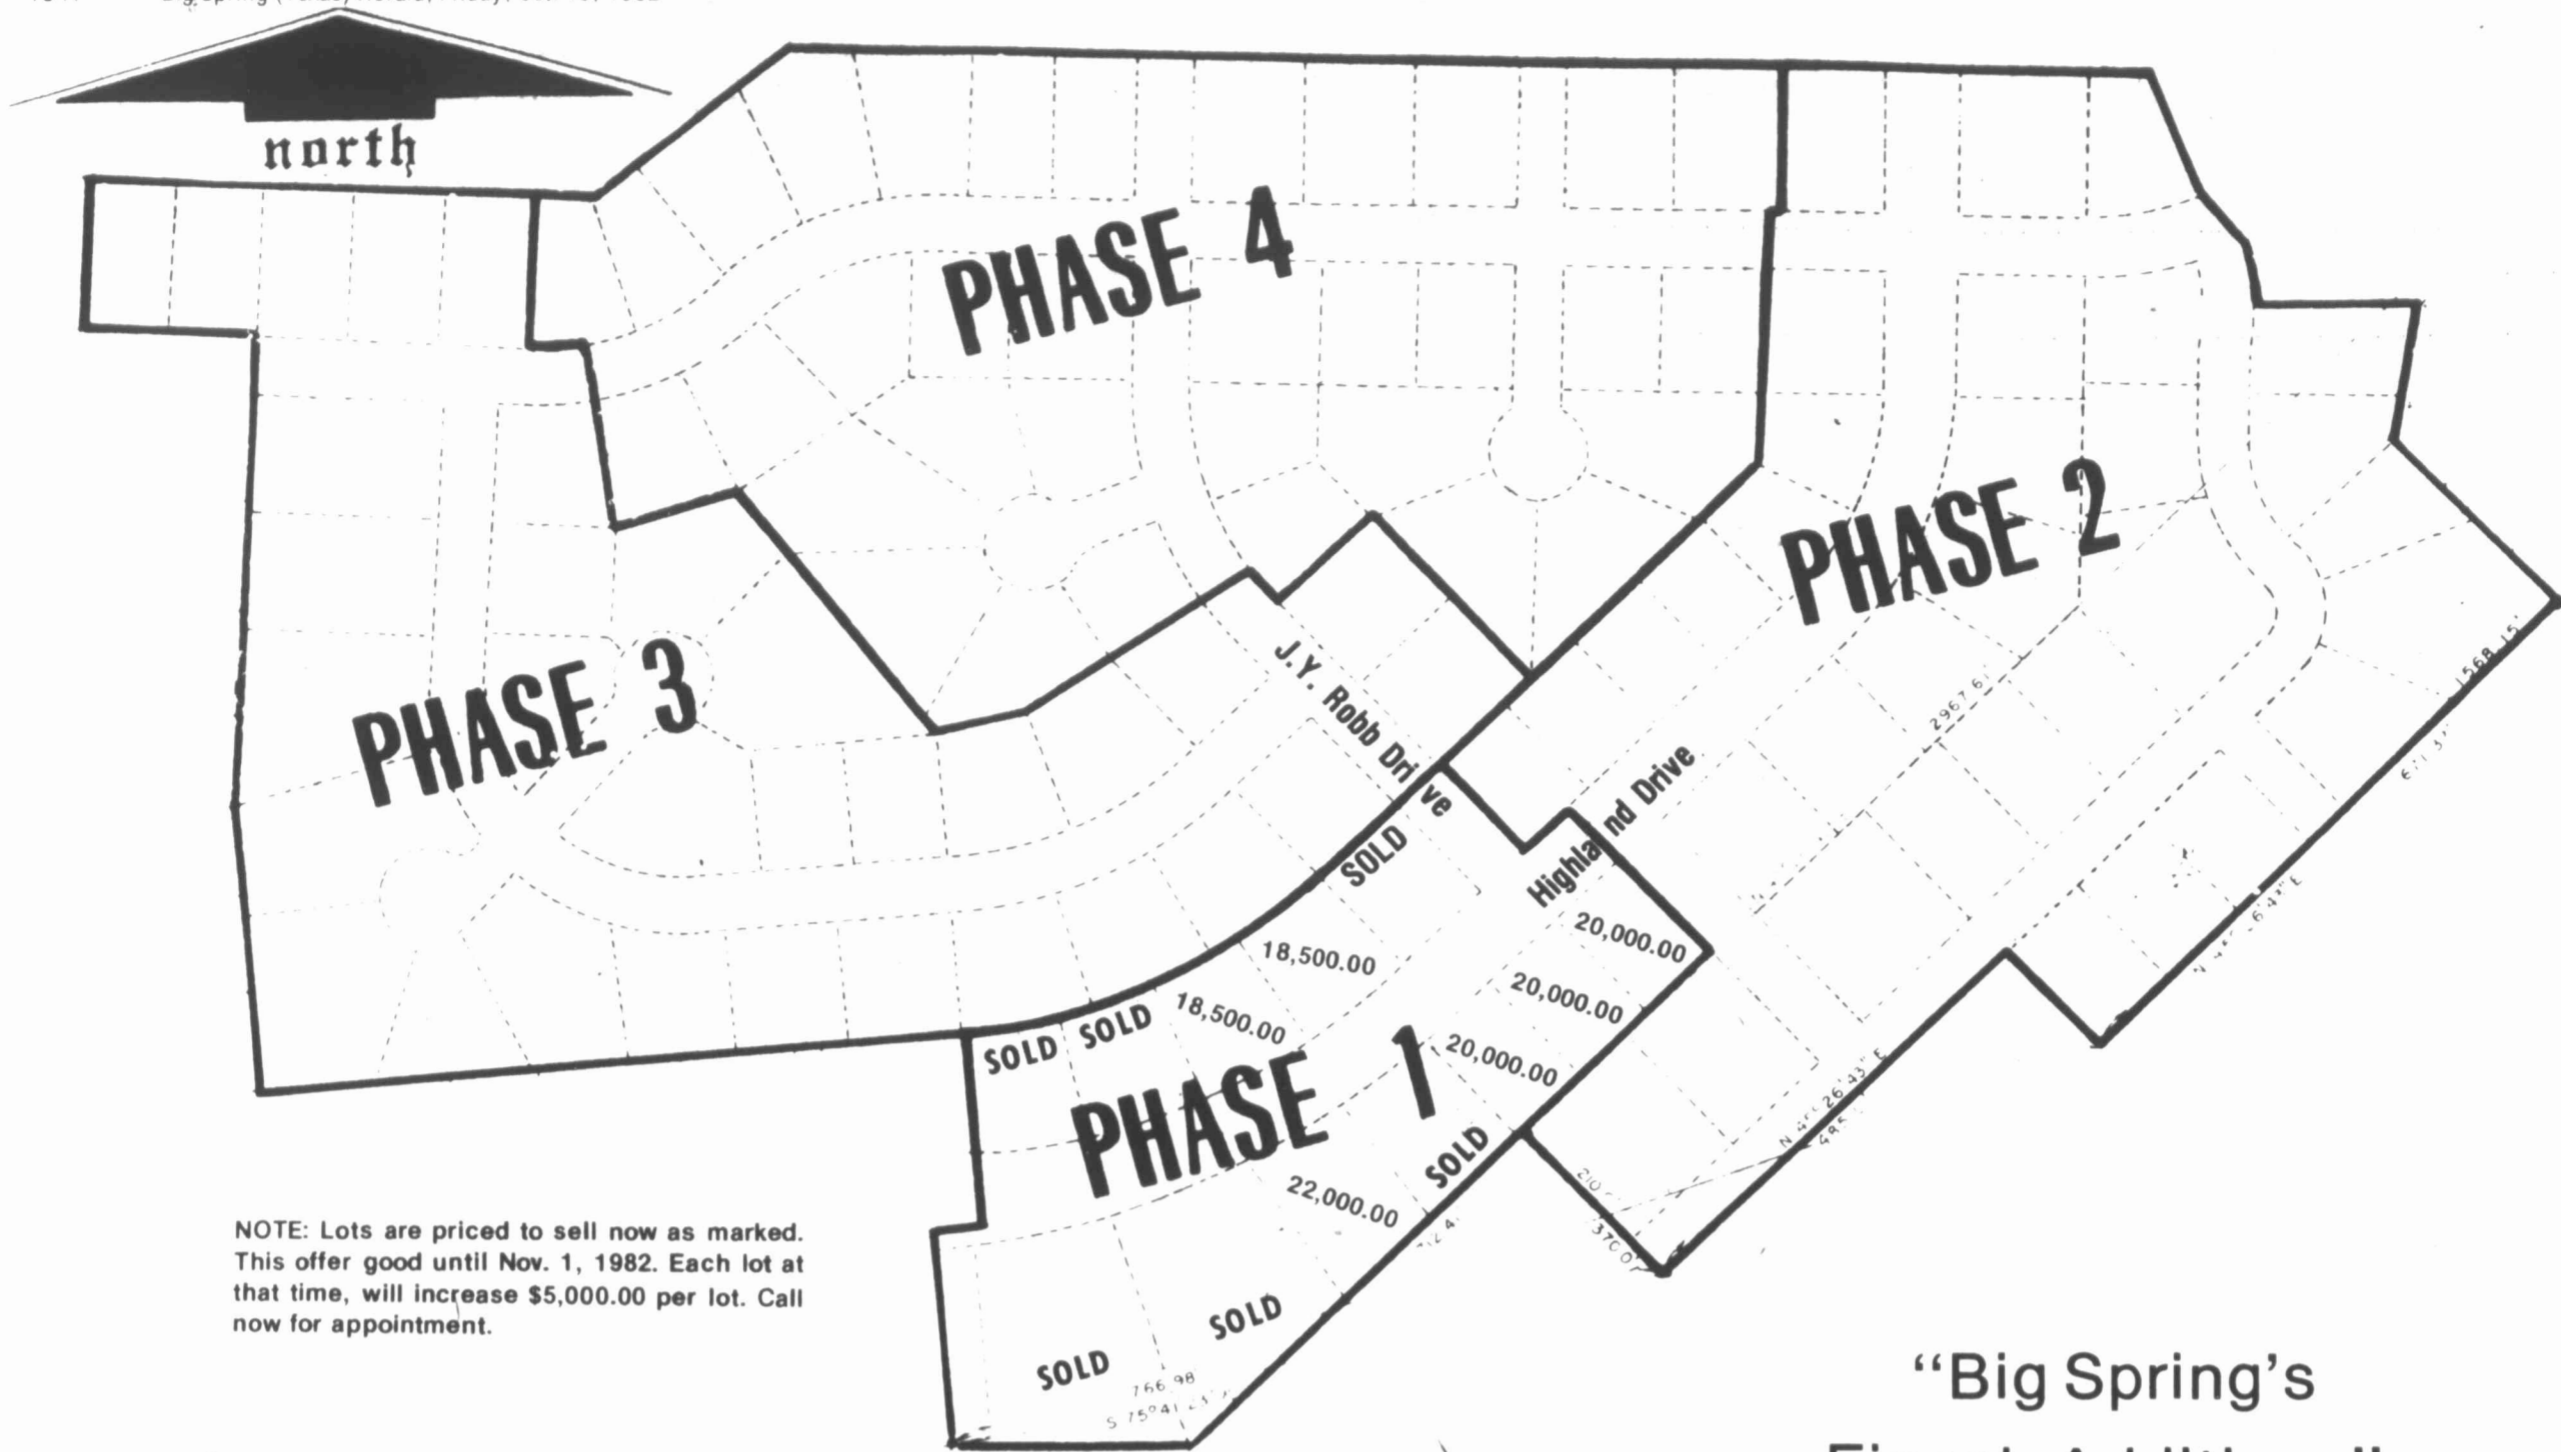 north
PHASE 4
PHASE 2
PHASE 3
J.Y. Robb Drive
Highland Drive
SOLD
18,500.00
20,000.00
20,000.00
18,500.00
20,000.00
SOLD SOLD
PHASE 1
SOLD
22,000.00
SOLD
SOLD
766.98
NOTE: Lots are priced to sell now as marked.
This offer good until Nov. 1, 1982. Each lot at
that time, will increase $5,000.00 per lot. Call
now for appointment.
"Big Spring's